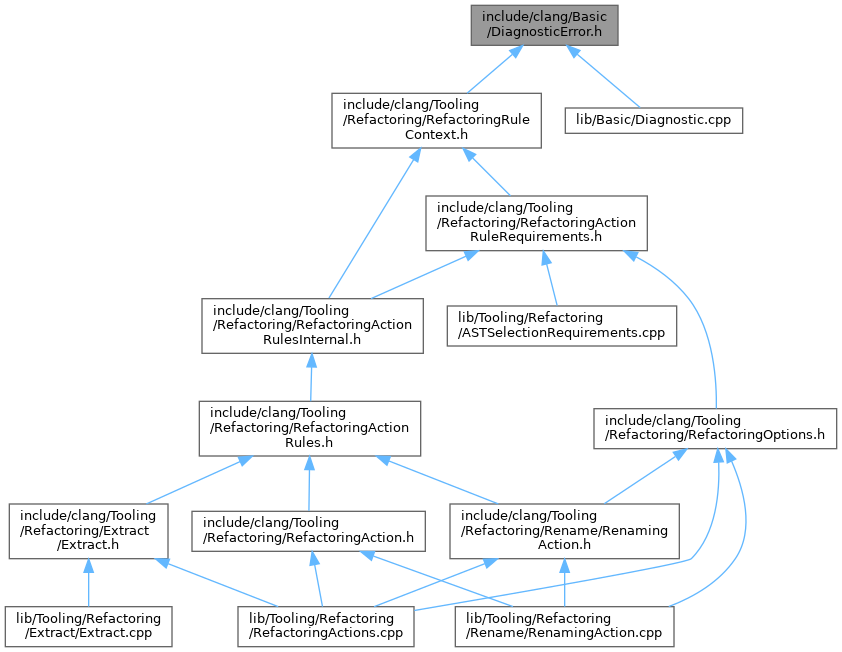 include/clang/Basic
/DiagnosticError.h
include/clang/Tooling
/Refactoring/RefactoringRule
Context.h
lib/Basic/Diagnostic.cpp
include/clang/Tooling
/Refactoring/RefactoringAction
RuleRequirements.h
include/clang/Tooling
/Refactoring/RefactoringAction
RulesInternal.h
lib/Tooling/Refactoring
/ASTSelectionRequirements.cpp
include/clang/Tooling
/Refactoring/RefactoringAction
Rules.h
include/clang/Tooling
/Refactoring/RefactoringOptions.h
include/clang/Tooling
/Refactoring/Extract
/Extract.h
include/clang/Tooling
/Refactoring/RefactoringAction.h
include/clang/Tooling
/Refactoring/Rename/Renaming
Action.h
lib/Tooling/Refactoring
/Extract/Extract.cpp
lib/Tooling/Refactoring
/RefactoringActions.cpp
lib/Tooling/Refactoring
/Rename/RenamingAction.cpp